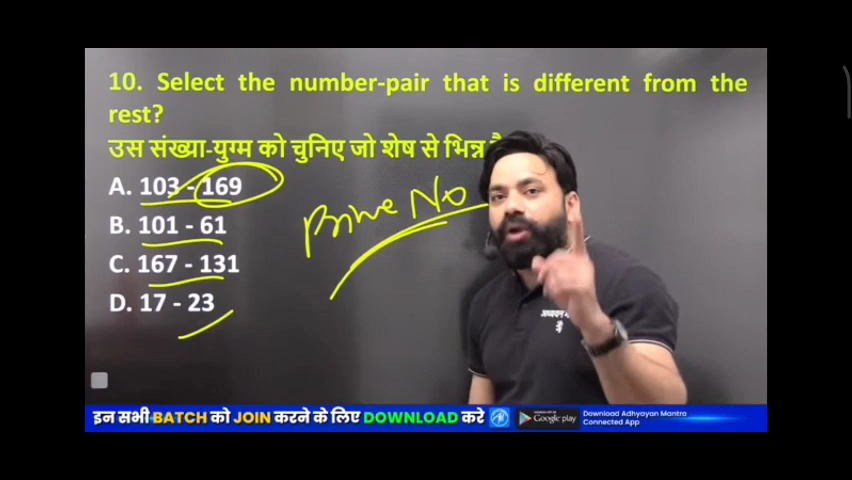 10. Select the number-pair that is different from the
rest?
उस संख्या-युग्म को चुनिए जो शेष से भिन्न
A. 103 - 169
B. 101 - 61
C. 167 - 131
D. 17 - 23
Prime No
इन सभी BATCH को JOIN करने के लिए DOWNLOAD करे
Google play
Download Adhyayan Mantra
Connected App